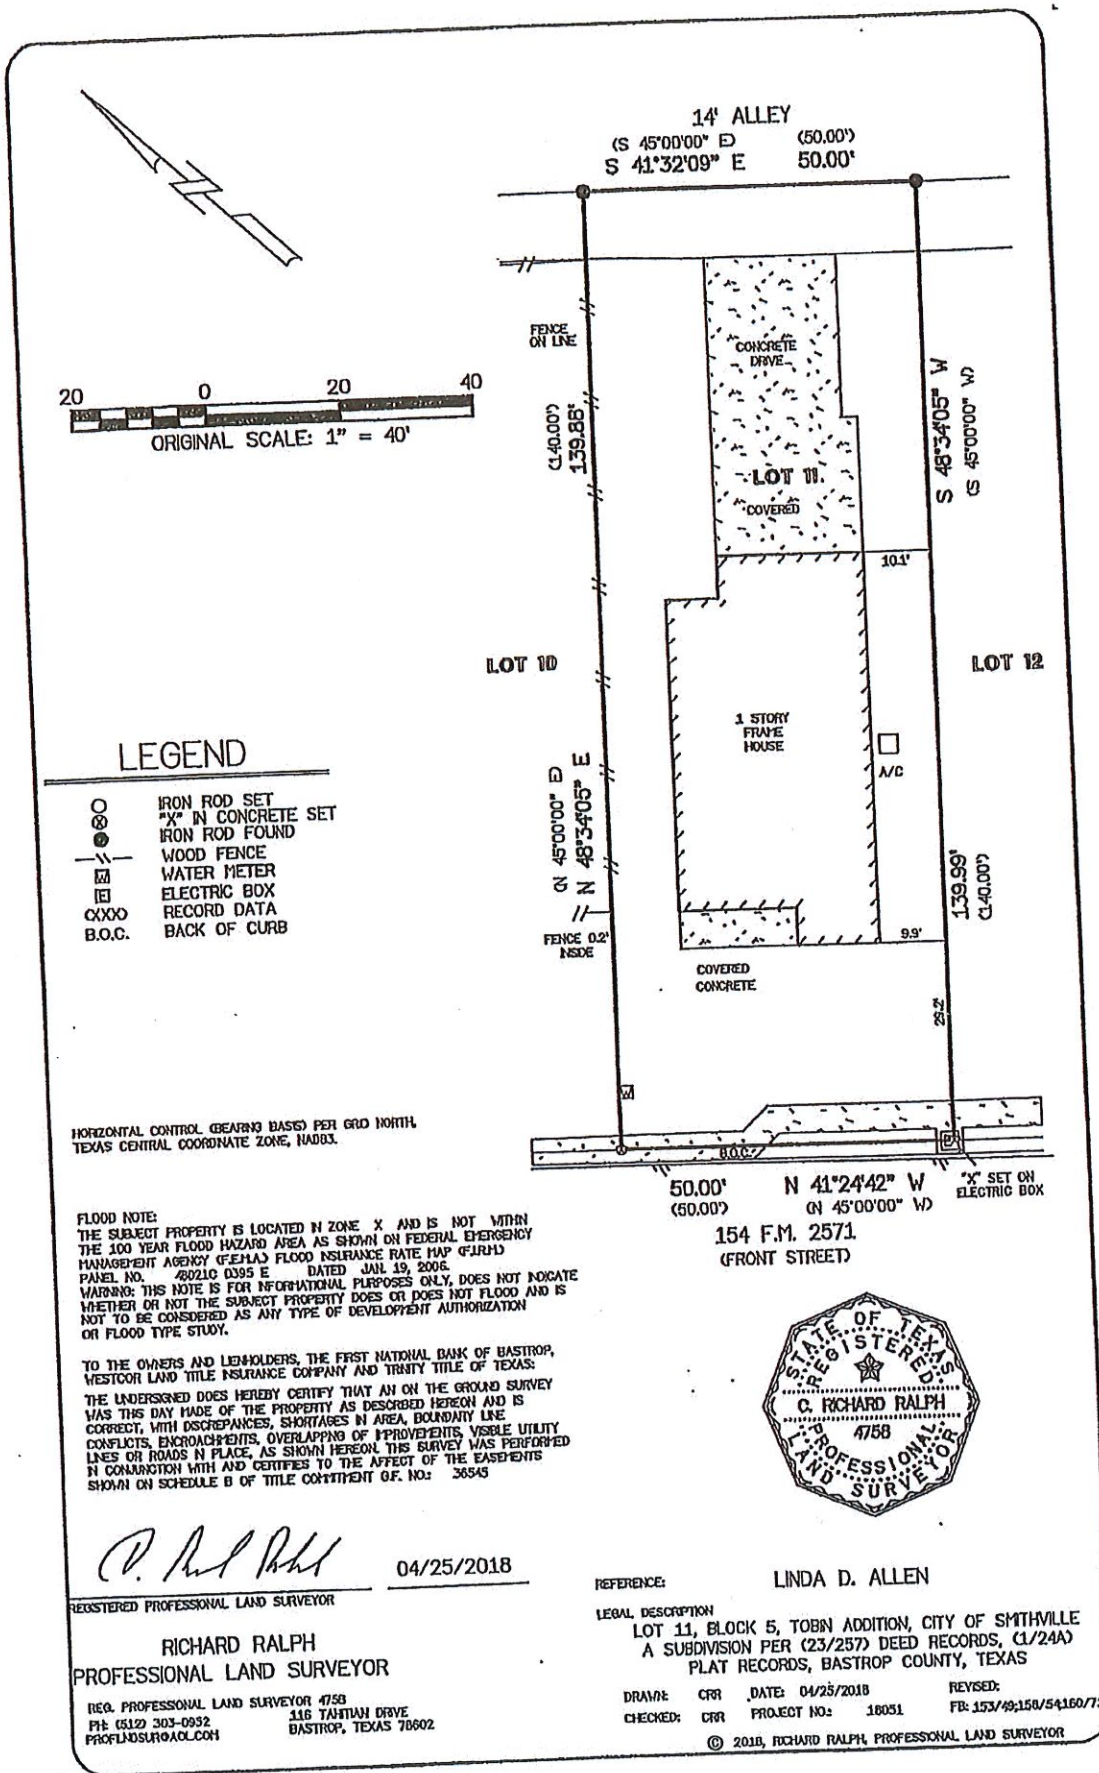 14' ALLEY
(S 45°00'00" E) (50.00')
S 41°32'09" E 50.00'
FENCE
ON LINE
CONCRETE
DRIVE
(140.00')
139.88'
S 48°34'05" W
(S 45°00'00" W)
20 0 20 40
ORIGINAL SCALE: 1" = 40'
LOT 11
COVERED
10.1'
LOT 10
LOT 12
1 STORY
FRAME
HOUSE
A/C
LEGEND
IRON ROD SET
"X" IN CONCRETE SET
IRON ROD FOUND
WOOD FENCE
W WATER METER
E ELECTRIC BOX
(XXX) RECORD DATA
B.O.C. BACK OF CURB
(N 45°00'00" E)
N 48°34'05" E
139.99'
(140.00')
FENCE 0.2'
INSIDE
9.9'
COVERED
CONCRETE
29.2'
W
HORIZONTAL CONTROL (BEARING BASIS) PER GRID NORTH,
TEXAS CENTRAL COORDINATE ZONE, NAD83.
B.O.C.
E
50.00' N 41°24'42" W
(50.00') (N 45°00'00" W)
"X" SET ON
ELECTRIC BOX
154 F.M. 2571
(FRONT STREET)
FLOOD NOTE:
THE SUBJECT PROPERTY IS LOCATED IN ZONE X AND IS NOT WITHIN
THE 100 YEAR FLOOD HAZARD AREA AS SHOWN ON FEDERAL EMERGENCY
MANAGEMENT AGENCY (F.E.M.A.) FLOOD INSURANCE RATE MAP (F.I.R.M.)
PANEL NO. 48021C 0395 E DATED JAN. 19, 2006.
WARNING: THIS NOTE IS FOR INFORMATIONAL PURPOSES ONLY, DOES NOT INDICATE
WHETHER OR NOT THE SUBJECT PROPERTY DOES OR DOES NOT FLOOD AND IS
NOT TO BE CONSIDERED AS ANY TYPE OF DEVELOPMENT AUTHORIZATION
OR FLOOD TYPE STUDY.
TO THE OWNERS AND LIENHOLDERS, THE FIRST NATIONAL BANK OF BASTROP,
WESTCOR LAND TITLE INSURANCE COMPANY AND TRINITY TITLE OF TEXAS:
THE UNDERSIGNED DOES HEREBY CERTIFY THAT AN ON THE GROUND SURVEY
WAS THIS DAY MADE OF THE PROPERTY AS DESCRIBED HEREON AND IS
CORRECT, WITH DISCREPANCES, SHORTAGES IN AREA, BOUNDARY LINE
CONFLICTS, ENCROACHMENTS, OVERLAPPING OF IMPROVEMENTS, VISIBLE UTILITY
LINES OR ROADS IN PLACE, AS SHOWN HEREON. THIS SURVEY WAS PERFORMED
IN CONJUNCTION WITH AND CERTIFIES TO THE AFFECT OF THE EASEMENTS
SHOWN ON SCHEDULE B OF TITLE COMMITMENT G.F. NO.: 36545
STATE OF TEXAS
REGISTERED
C. RICHARD RALPH
4758
PROFESSIONAL
LAND SURVEYOR
04/25/2018
REGISTERED PROFESSIONAL LAND SURVEYOR
RICHARD RALPH
PROFESSIONAL LAND SURVEYOR
REG. PROFESSIONAL LAND SURVEYOR 4758
PH: (512) 303-0952 116 TAHITIAN DRIVE
PROFLNDSUR@AOL.COM BASTROP, TEXAS 78602
REFERENCE: LINDA D. ALLEN
LEGAL DESCRIPTION
LOT 11, BLOCK 5, TOBIN ADDITION, CITY OF SMITHVILLE
A SUBDIVISION PER (23/257) DEED RECORDS, (1/24A)
PLAT RECORDS, BASTROP COUNTY, TEXAS
DRAWN: CRR DATE: 04/25/2018 REVISED:
CHECKED: CRR PROJECT NO.: 18051 FB: 153/49;158/54;160/7
© 2018, RICHARD RALPH, PROFESSIONAL LAND SURVEYOR